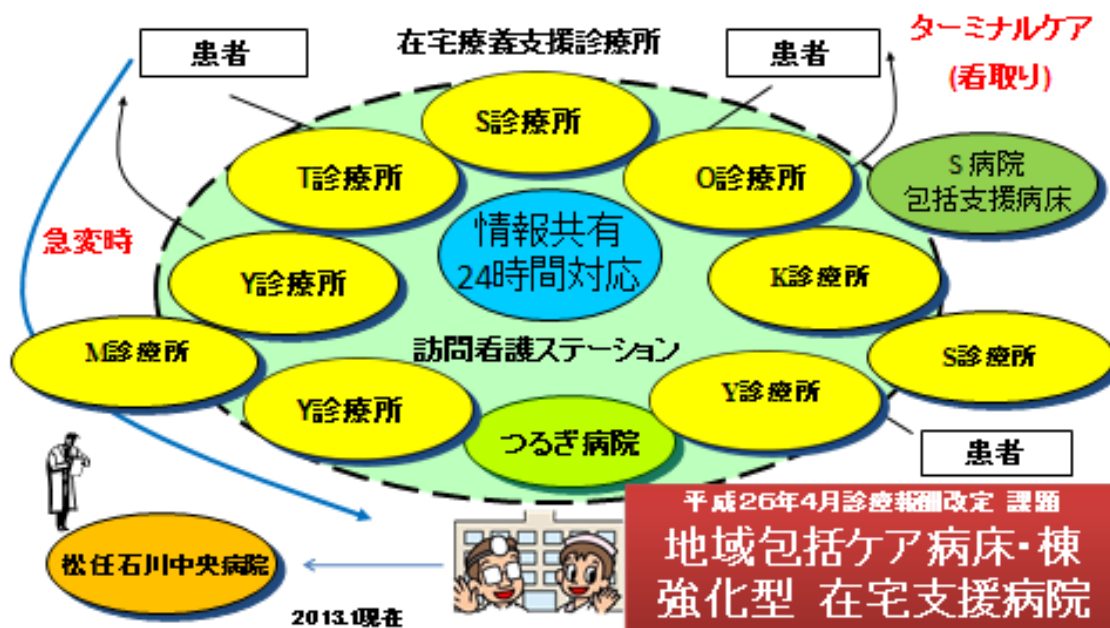 患者
在宅療養支援診療所
患者
ターミナルケア
(看取り)
S診療所
T診療所
O診療所
S 病院
包括支援病床
情報共有
24時間対応
急変時
Y診療所
K診療所
M診療所
訪問看護ステーション
S診療所
Y診療所
Y診療所
つるぎ病院
患者
平成26年4月診療報酬改定 課題
地域包括ケア病床・棟
強化型 在宅支援病院
松任石川中央病院
2013.1現在